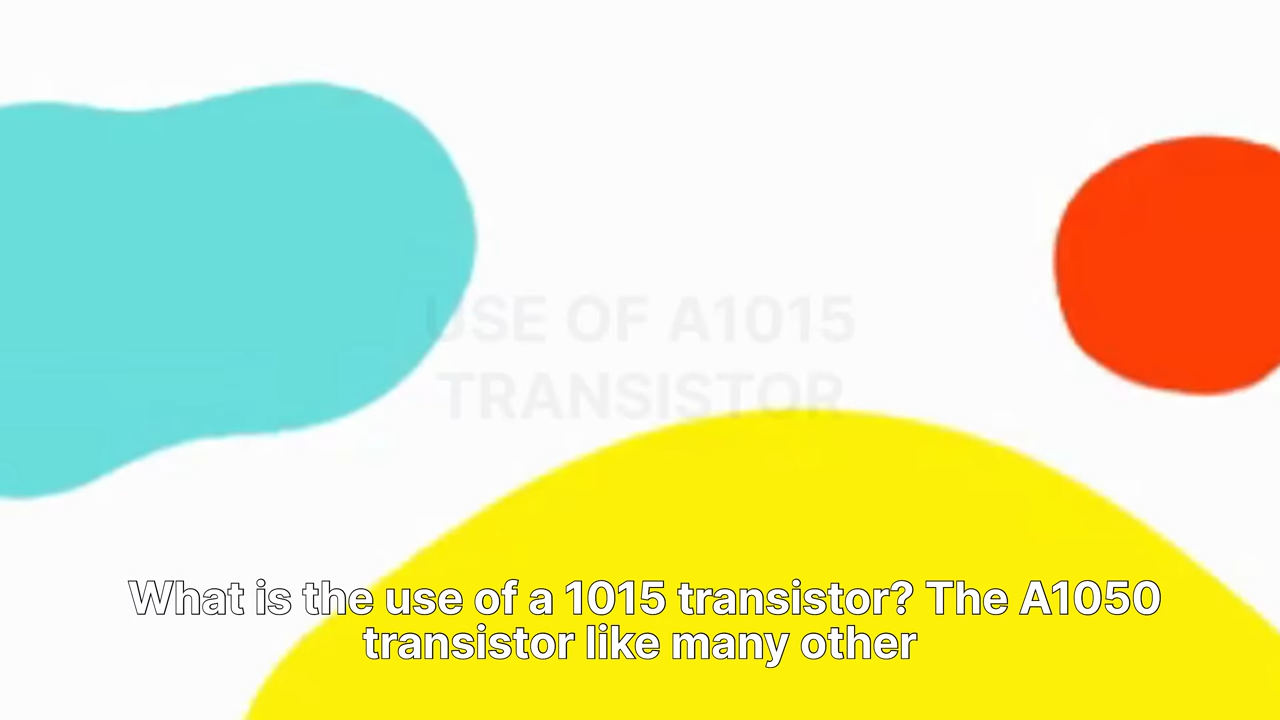 USE OF A1015
TRANSISTOR
What is the use of a 1015 transistor? The A1050
transistor like many other